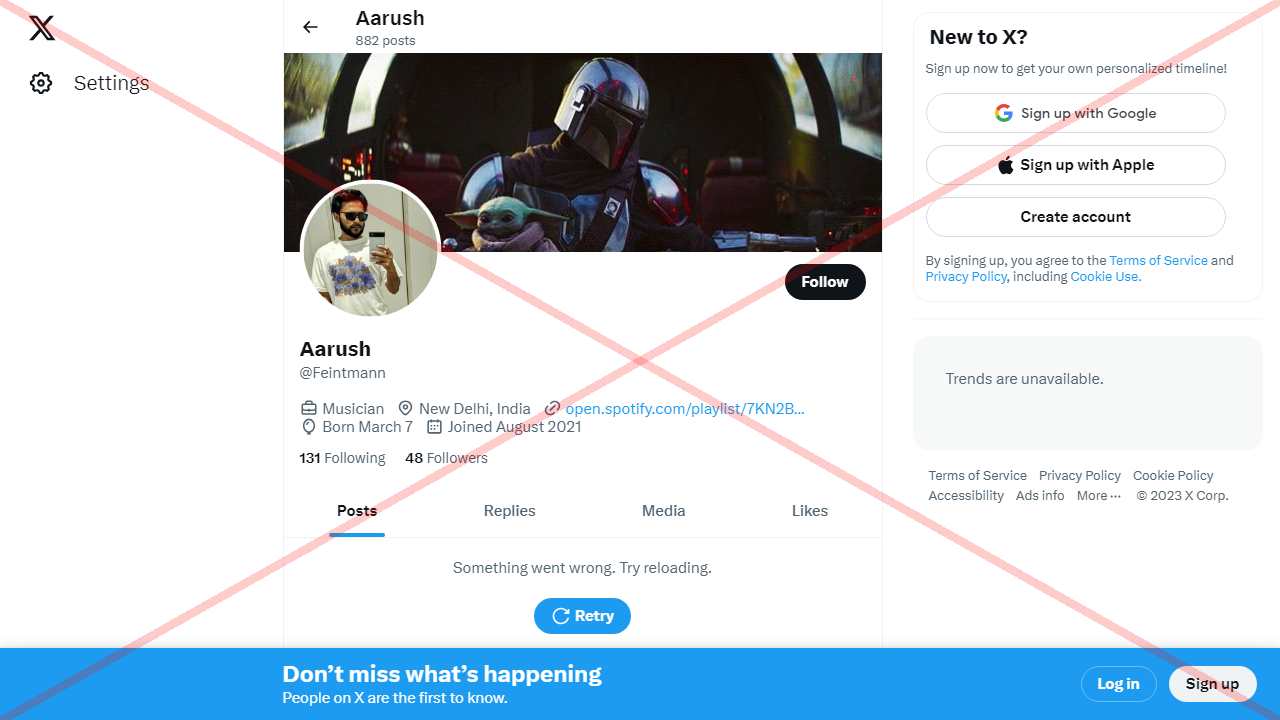 Settings
Aarush
882 posts
Follow
Aarush
@Feintmann
Musician New Delhi, India open.spotify.com/playlist/7KN2B...
Born March 7 Joined August 2021
131 Following 48 Followers
Posts Replies Media Likes
Something went wrong. Try reloading.
Retry
New to X?
Sign up now to get your own personalized timeline!
Sign up with Google
Sign up with Apple
Create account
By signing up, you agree to the Terms of Service and
Privacy Policy, including Cookie Use.
Trends are unavailable.
Terms of Service Privacy Policy Cookie Policy
Accessibility Ads info More ··· © 2023 X Corp.
Don’t miss what’s happening
People on X are the first to know.
Log in Sign up